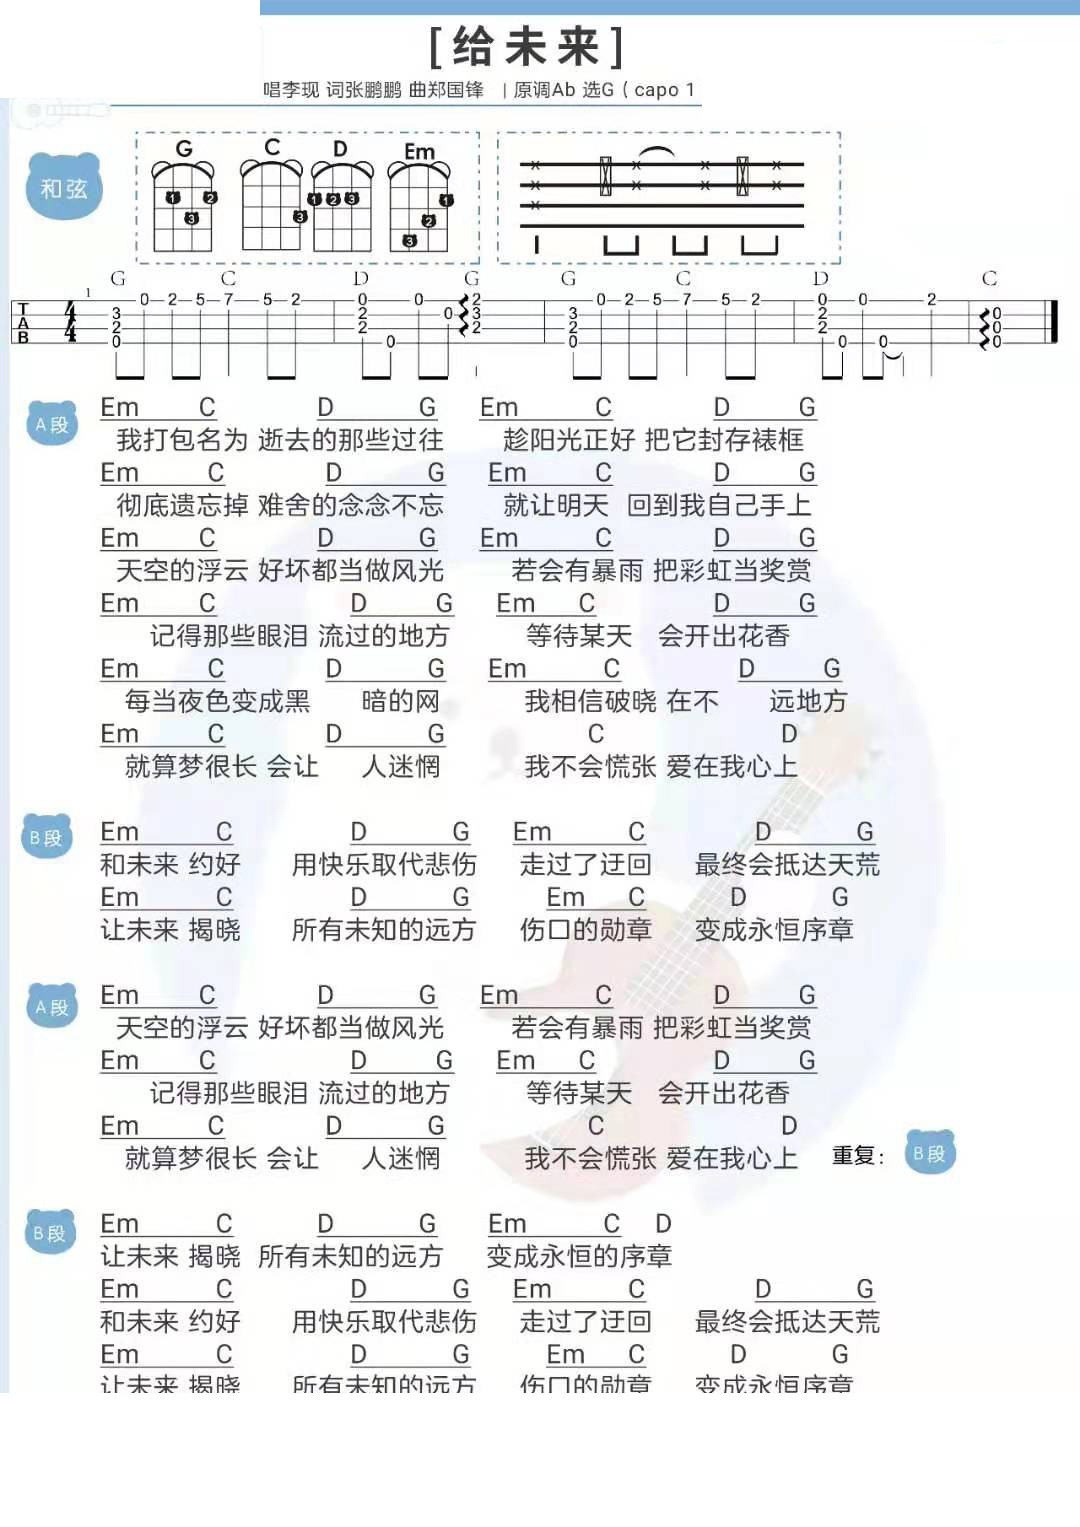 [给未来]
唱李现 词张鹏鹏 曲郑国锋 | 原调Ab 选G ( capo 1
和弦
G C D Em
G C D G G C D C
1
T A B 4 4
0 2 5 7 5 2 0 0 2 0 2 5 7 5 2 0 0 2
3 2 0 0 3 3 0
2 2 2 2 2 0
0 0 0 0 0 0
A段
Em C D G Em C D G
我打包名为 逝去的那些过往 趁阳光正好 把它封存裱框
Em C D G Em C D G
彻底遗忘掉 难舍的念念不忘 就让明天 回到我自己手上
Em C D G Em C D G
天空的浮云 好坏都当做风光 若会有暴雨 把彩虹当奖赏
Em C D G Em C D G
记得那些眼泪 流过的地方 等待某天 会开出花香
Em C D G Em C D G
每当夜色变成黑 暗的网 我相信破晓 在不 远地方
Em C D G C D
就算梦很长 会让 人迷惘 我不会慌张 爱在我心上
B段
Em C D G Em C D G
和未来 约好 用快乐取代悲伤 走过了迂回 最终会抵达天荒
Em C D G Em C D G
让未来 揭晓 所有未知的远方 伤口的勋章 变成永恒序章
A段
Em C D G Em C D G
天空的浮云 好坏都当做风光 若会有暴雨 把彩虹当奖赏
Em C D G Em C D G
记得那些眼泪 流过的地方 等待某天 会开出花香
Em C D G C D
就算梦很长 会让 人迷惘 我不会慌张 爱在我心上 重复： B段
B段
Em C D G Em C D
让未来 揭晓 所有未知的远方 变成永恒的序章
Em C D G Em C D G
和未来 约好 用快乐取代悲伤 走过了迂回 最终会抵达天荒
Em C D G Em C D G
让未来 揭晓 所有未知的远方 伤口的勋章 变成永恒序章